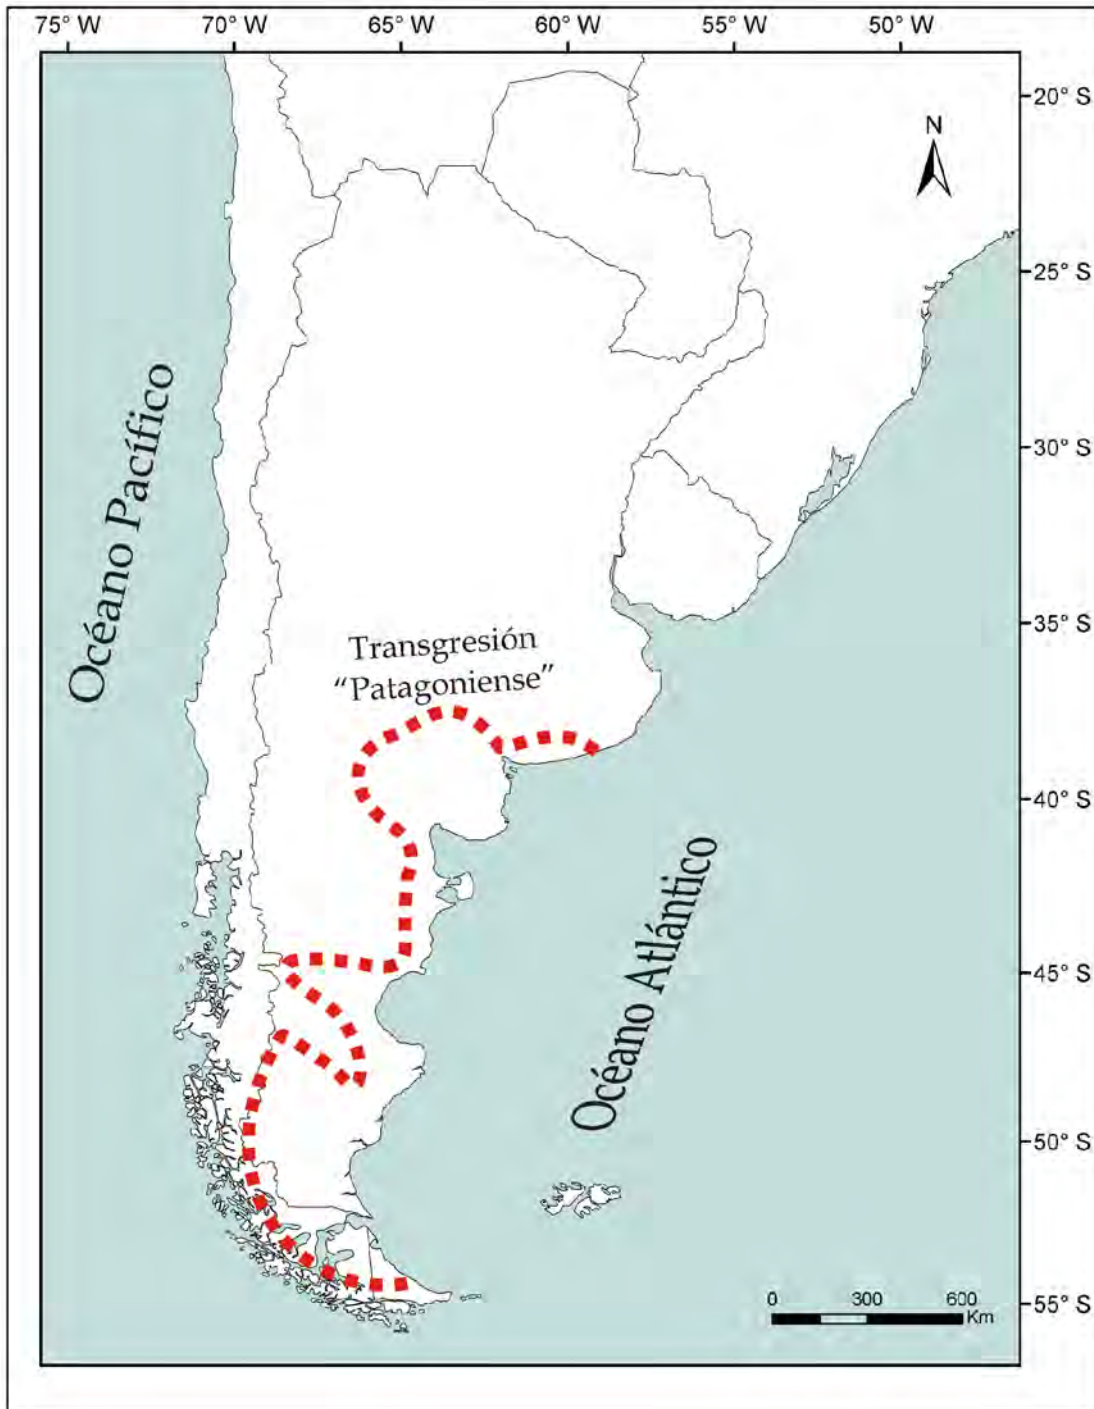 75° W 70° W 65° W 60° W 55° W 50° W
20° S
N
25° S
Océano Pacífico
30° S
35° S
Transgresión
“Patagoniense”
40° S
Océano Atlántico
45° S
50° S
0 300 600
Km
55° S